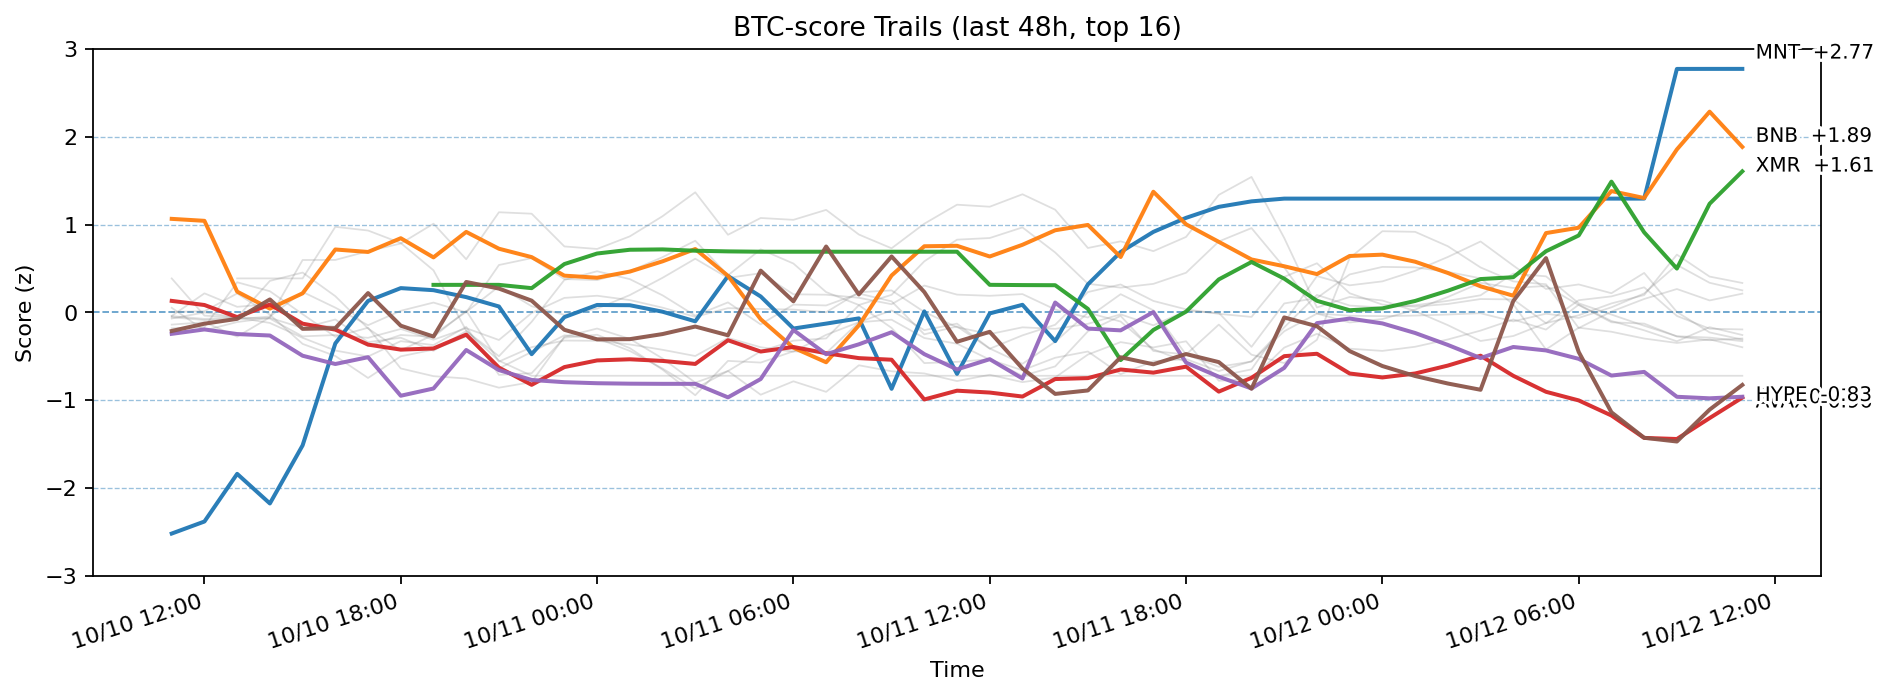 BTC-score Trails (last 48h, top 16)
Score (z)
3
2
1
0
−1
−2
−3
MNT +2.77
BNB +1.89
XMR +1.61
HYPE -0.83
10/10 12:00
10/10 18:00
10/11 00:00
10/11 06:00
10/11 12:00
10/11 18:00
10/12 00:00
10/12 06:00
10/12 12:00
Time